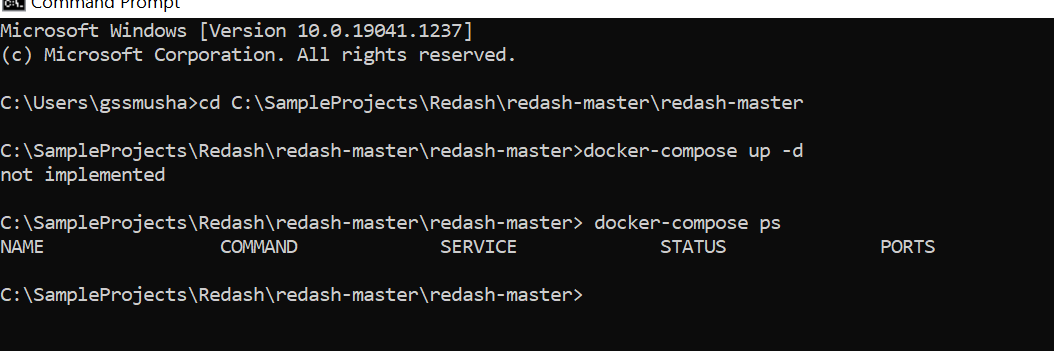 Command Prompt
Microsoft Windows [Version 10.0.19041.1237]
(c) Microsoft Corporation. All rights reserved.
C:\Users\gssmusha>cd C:\SampleProjects\Redash\redash-master\redash-master
C:\SampleProjects\Redash\redash-master\redash-master>docker-compose up -d
not implemented
C:\SampleProjects\Redash\redash-master\redash-master> docker-compose ps
NAME                COMMAND             SERVICE             STATUS              PORTS
C:\SampleProjects\Redash\redash-master\redash-master>